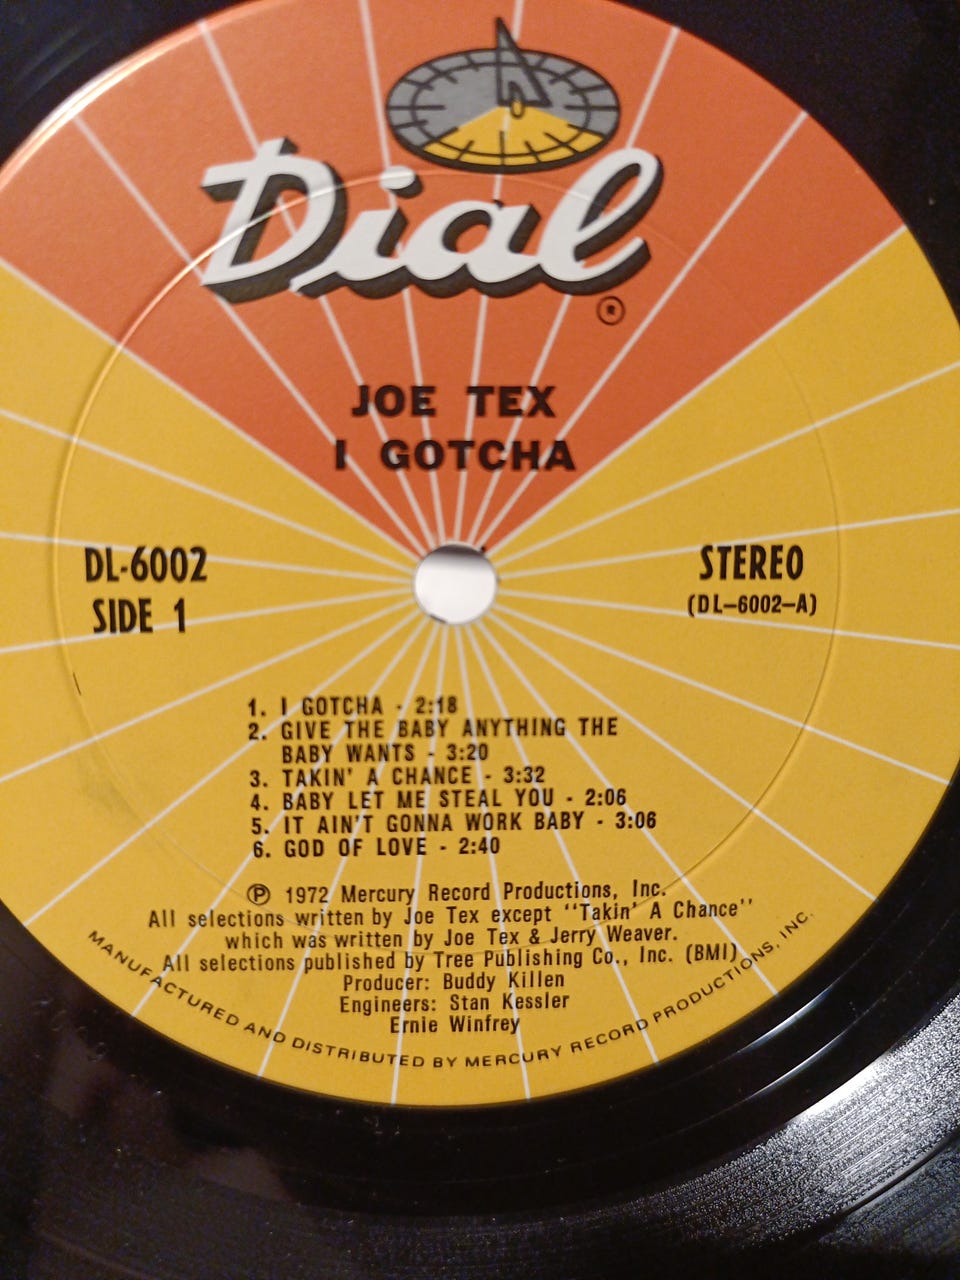 Dial
®
JOE TEX
I GOTCHA
DL-6002
SIDE 1
STEREO
(DL-6002-A)
1. I GOTCHA - 2:18
2. GIVE THE BABY ANYTHING THE
BABY WANTS - 3:20
3. TAKIN' A CHANCE - 3:32
4. BABY LET ME STEAL YOU - 2:06
5. IT AIN'T GONNA WORK BABY - 3:06
6. GOD OF LOVE - 2:40
℗ 1972 Mercury Record Productions, Inc.
All selections written by Joe Tex except "Takin' A Chance"
which was written by Joe Tex & Jerry Weaver.
All selections published by Tree Publishing Co., Inc. (BMI)
Producer: Buddy Killen
Engineers: Stan Kessler
Ernie Winfrey
MANUFACTURED AND DISTRIBUTED BY MERCURY RECORD PRODUCTIONS, INC.